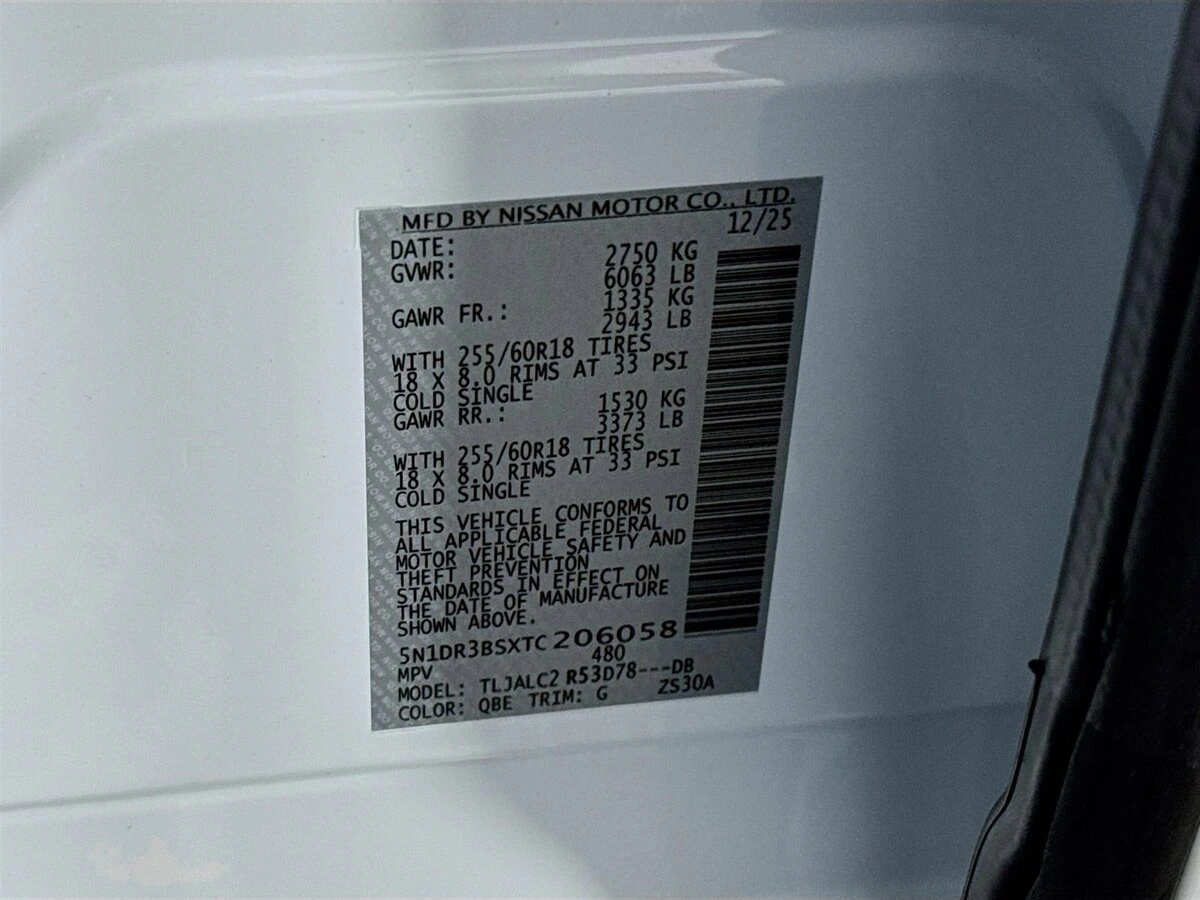 MFD BY NISSAN MOTOR CO., LTD.
DATE: 12/25
GVWR: 2750 KG
6063 LB
GAWR FR.: 1335 KG
2943 LB
WITH 255/60R18 TIRES
18 X 8.0 RIMS AT 33 PSI
COLD SINGLE
GAWR RR.: 1530 KG
3373 LB
WITH 255/60R18 TIRES
18 X 8.0 RIMS AT 33 PSI
COLD SINGLE
THIS VEHICLE CONFORMS TO
ALL APPLICABLE FEDERAL
MOTOR VEHICLE SAFETY AND
THEFT PREVENTION
STANDARDS IN EFFECT ON
THE DATE OF MANUFACTURE
SHOWN ABOVE.
5N1DR3BSXTC206058
MPV 480
MODEL: TLJALC2 R53D78---DB
COLOR: QBE TRIM: G ZS30A